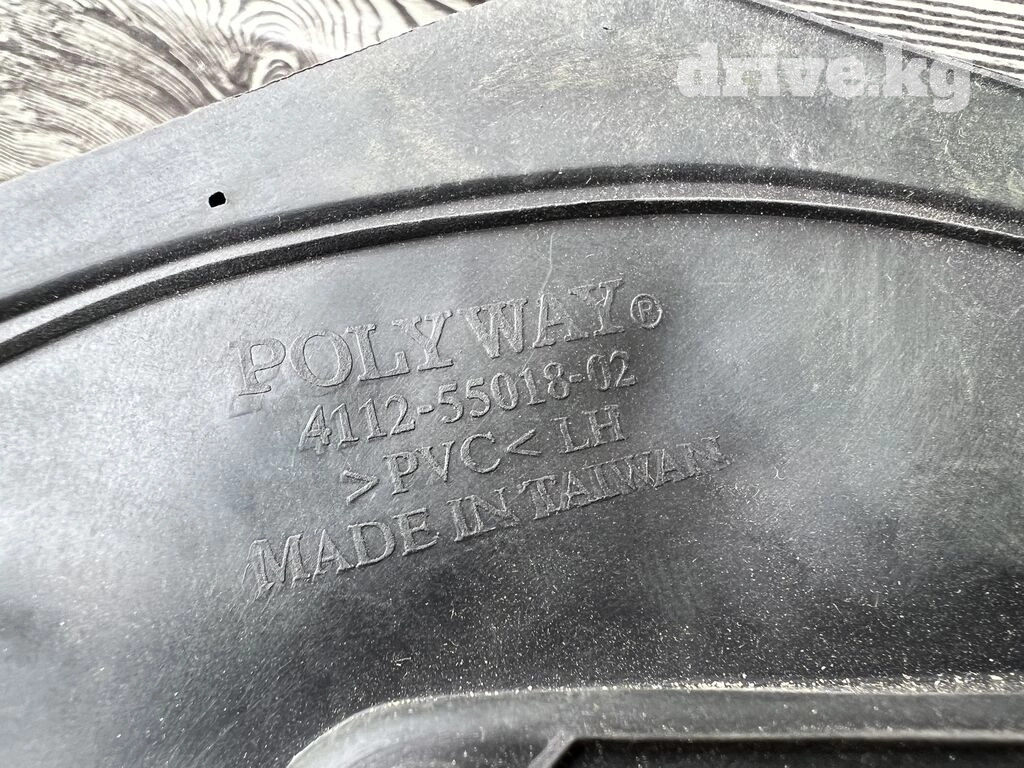 drive.kg
POLYWAY®
4112-55018-02
>PVC< LH
MADE IN TAIWAN